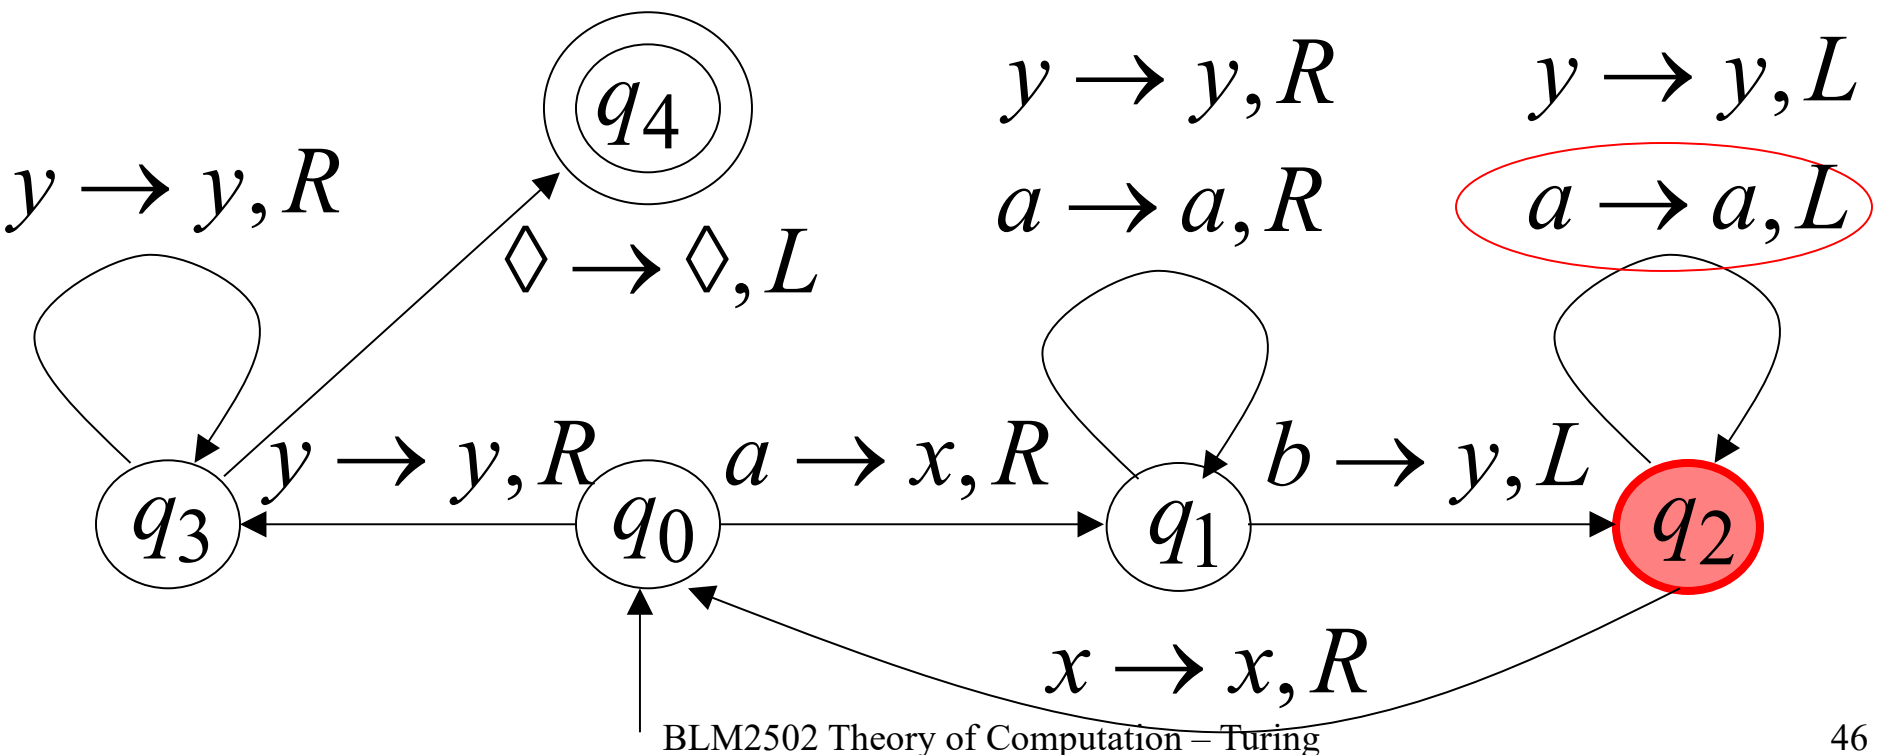 q4
y → y, R
y → y, L
y → y, R
a → a, R
a → a, L
◊ → ◊, L
y → y, R
a → x, R
b → y, L
q3
q0
q1
q2
x → x, R
BLM2502 Theory of Computation – Turing
46